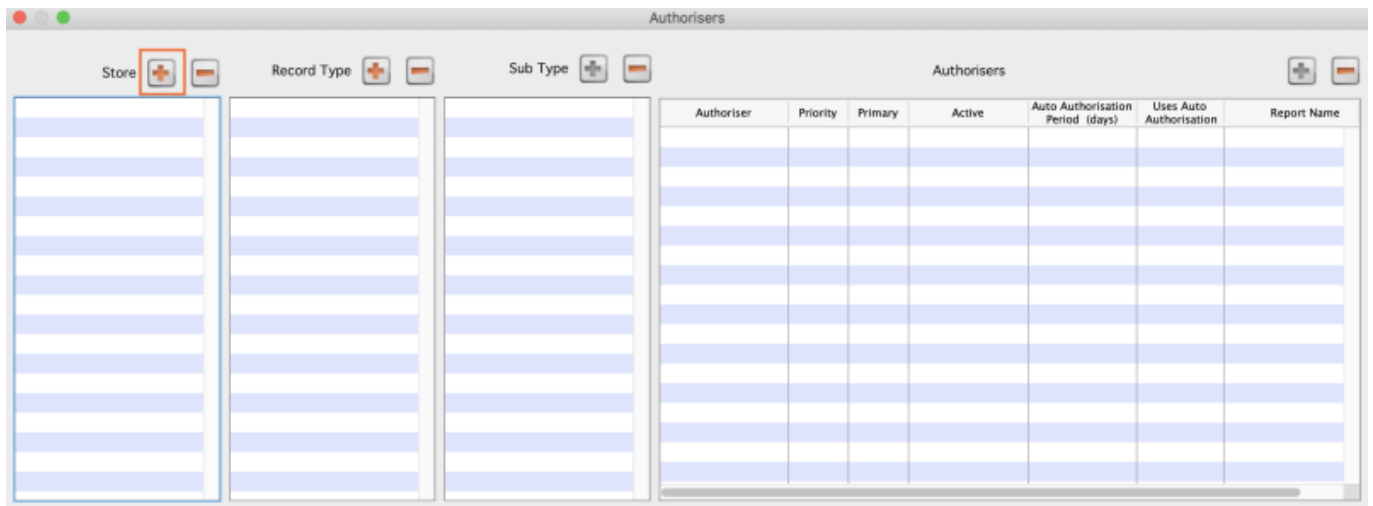 Authorisers
Store Record Type Sub Type Authorisers
Authoriser Priority Primary Active Auto Authorisation Period (days) Uses Auto Authorisation Report Name